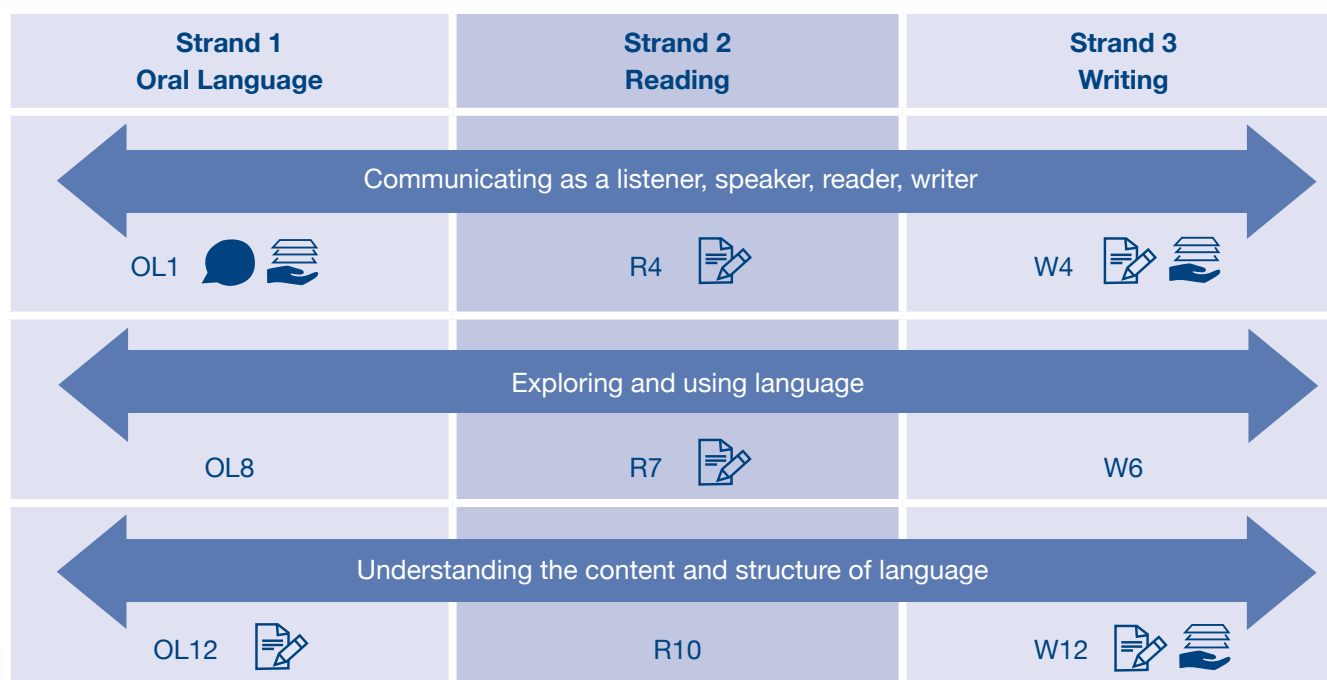 Strand 1
Oral Language
Strand 2
Reading
Strand 3
Writing
Communicating as a listener, speaker, reader, writer
OL1
R4
W4
Exploring and using language
OL8
R7
W6
Understanding the content and structure of language
OL12
R10
W12